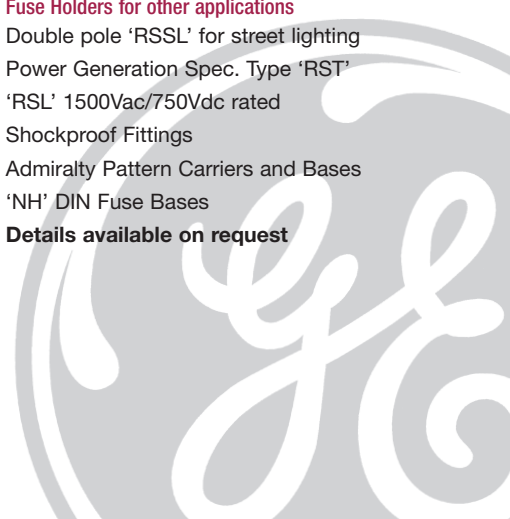 Fuse Holders for other applications
Double pole ‘RSSL’ for street lighting
Power Generation Spec. Type ‘RST’
‘RSL’ 1500Vac/750Vdc rated
Shockproof Fittings
Admiralty Pattern Carriers and Bases
‘NH’ DIN Fuse Bases
Details available on request
GE